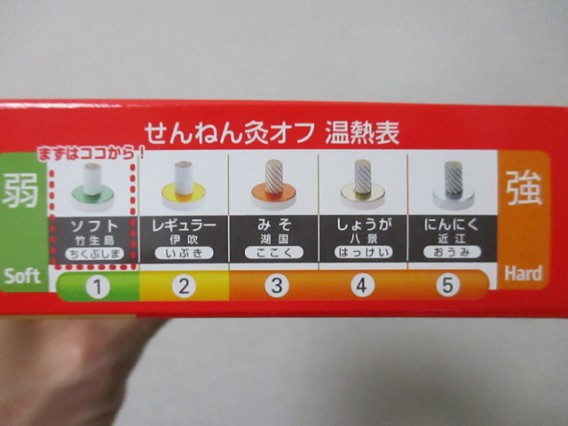 せんねん灸オフ 温熱表
まずはココから！
弱
Soft
ソフト
竹生島
ちくぶしま
1
レギュラー
伊吹
いぶき
2
みそ
湖国
ここく
3
しょうが
八景
はっけい
4
にんにく
近江
おうみ
5
強
Hard